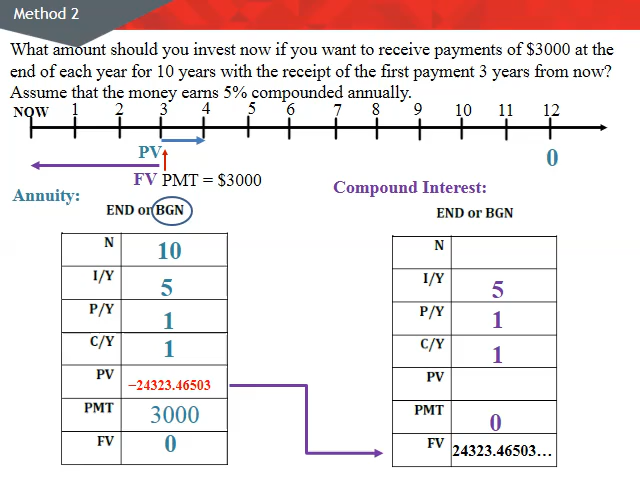 Method 2
What amount should you invest now if you want to receive payments of $3000 at the
end of each year for 10 years with the receipt of the first payment 3 years from now?
Assume that the money earns 5% compounded annually.
NOW 1 2 3 4 5 6 7 8 9 10 11 12
PV 0
FV PMT = $3000
Annuity: Compound Interest:
END or BGN END or BGN
N 10 N
I/Y 5 I/Y 5
P/Y 1 P/Y 1
C/Y 1 C/Y 1
PV −24323.46503 PV
PMT 3000 PMT 0
FV 0 FV 24323.46503...